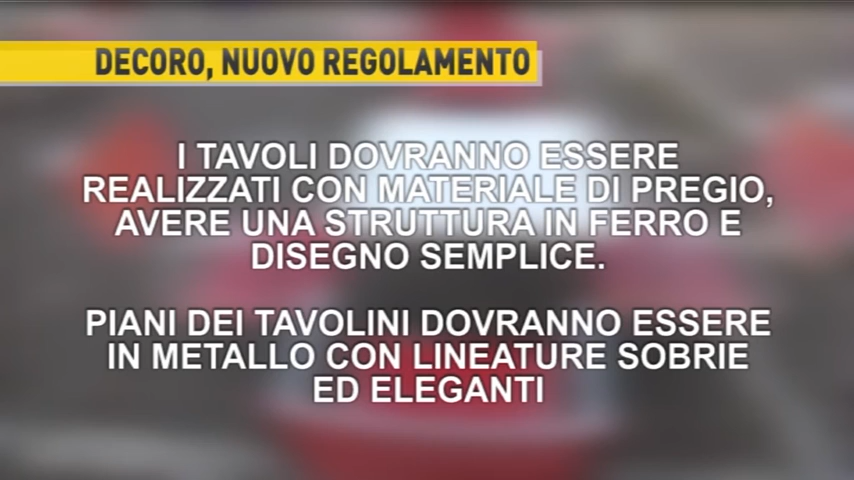 DECORO, NUOVO REGOLAMENTO
I TAVOLI DOVRANNO ESSERE
REALIZZATI CON MATERIALE DI PREGIO,
AVERE UNA STRUTTURA IN FERRO E
DISEGNO SEMPLICE.
PIANI DEI TAVOLINI DOVRANNO ESSERE
IN METALLO CON LINEATURE SOBRIE
ED ELEGANTI